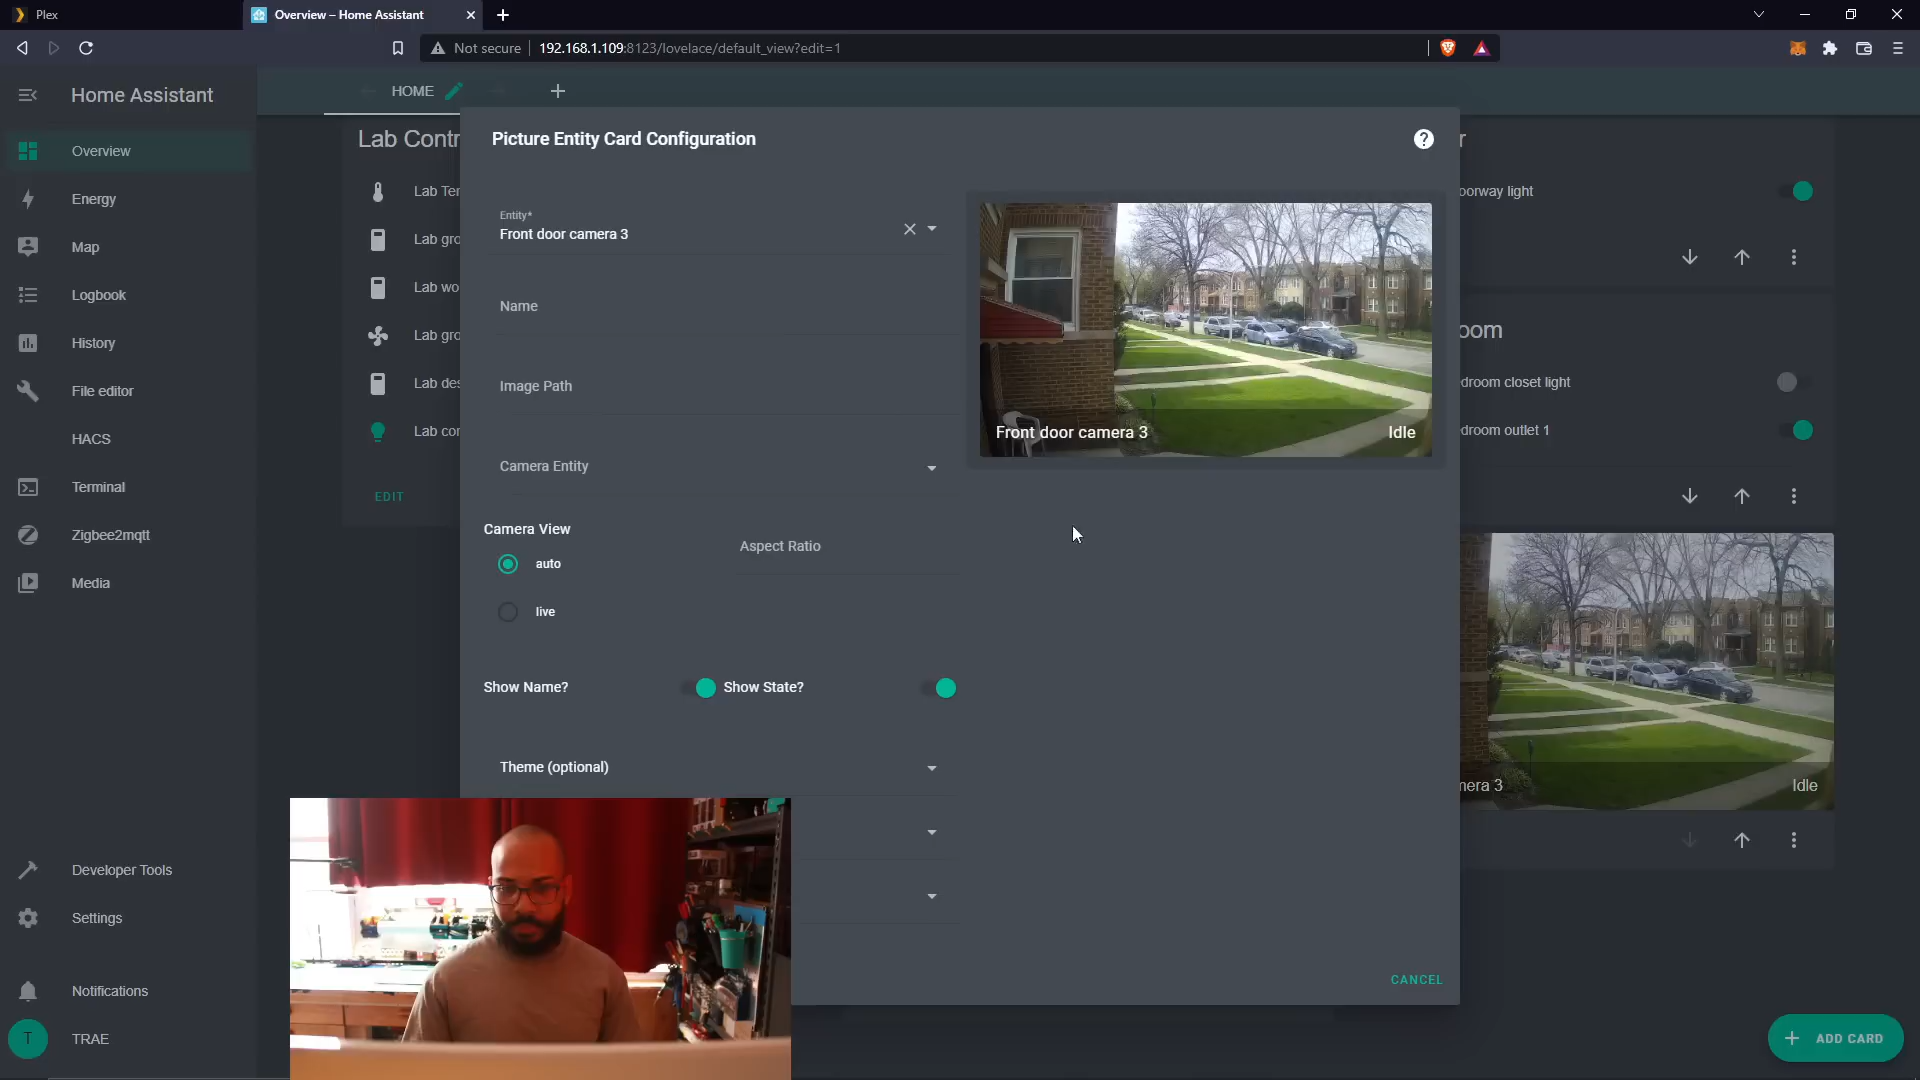 Plex
Overview – Home Assistant
Not secure
192.168.1.109:8123/lovelace/default_view?edit=1
Home Assistant
HOME
Overview
Energy
Map
Logbook
History
File editor
HACS
Terminal
Zigbee2mqtt
Media
Developer Tools
Settings
Notifications
T
TRAE
Lab Contr
Lab Ter
Lab gro
Lab wo
Lab gro
Lab des
Lab cor
EDIT
Picture Entity Card Configuration
Entity*
Front door camera 3
Name
Image Path
Camera Entity
Camera View
auto
live
Aspect Ratio
Show Name?
Show State?
Theme (optional)
Front door camera 3
Idle
CANCEL
r
orway light
oom
droom closet light
droom outlet 1
mera 3
Idle
ADD CARD